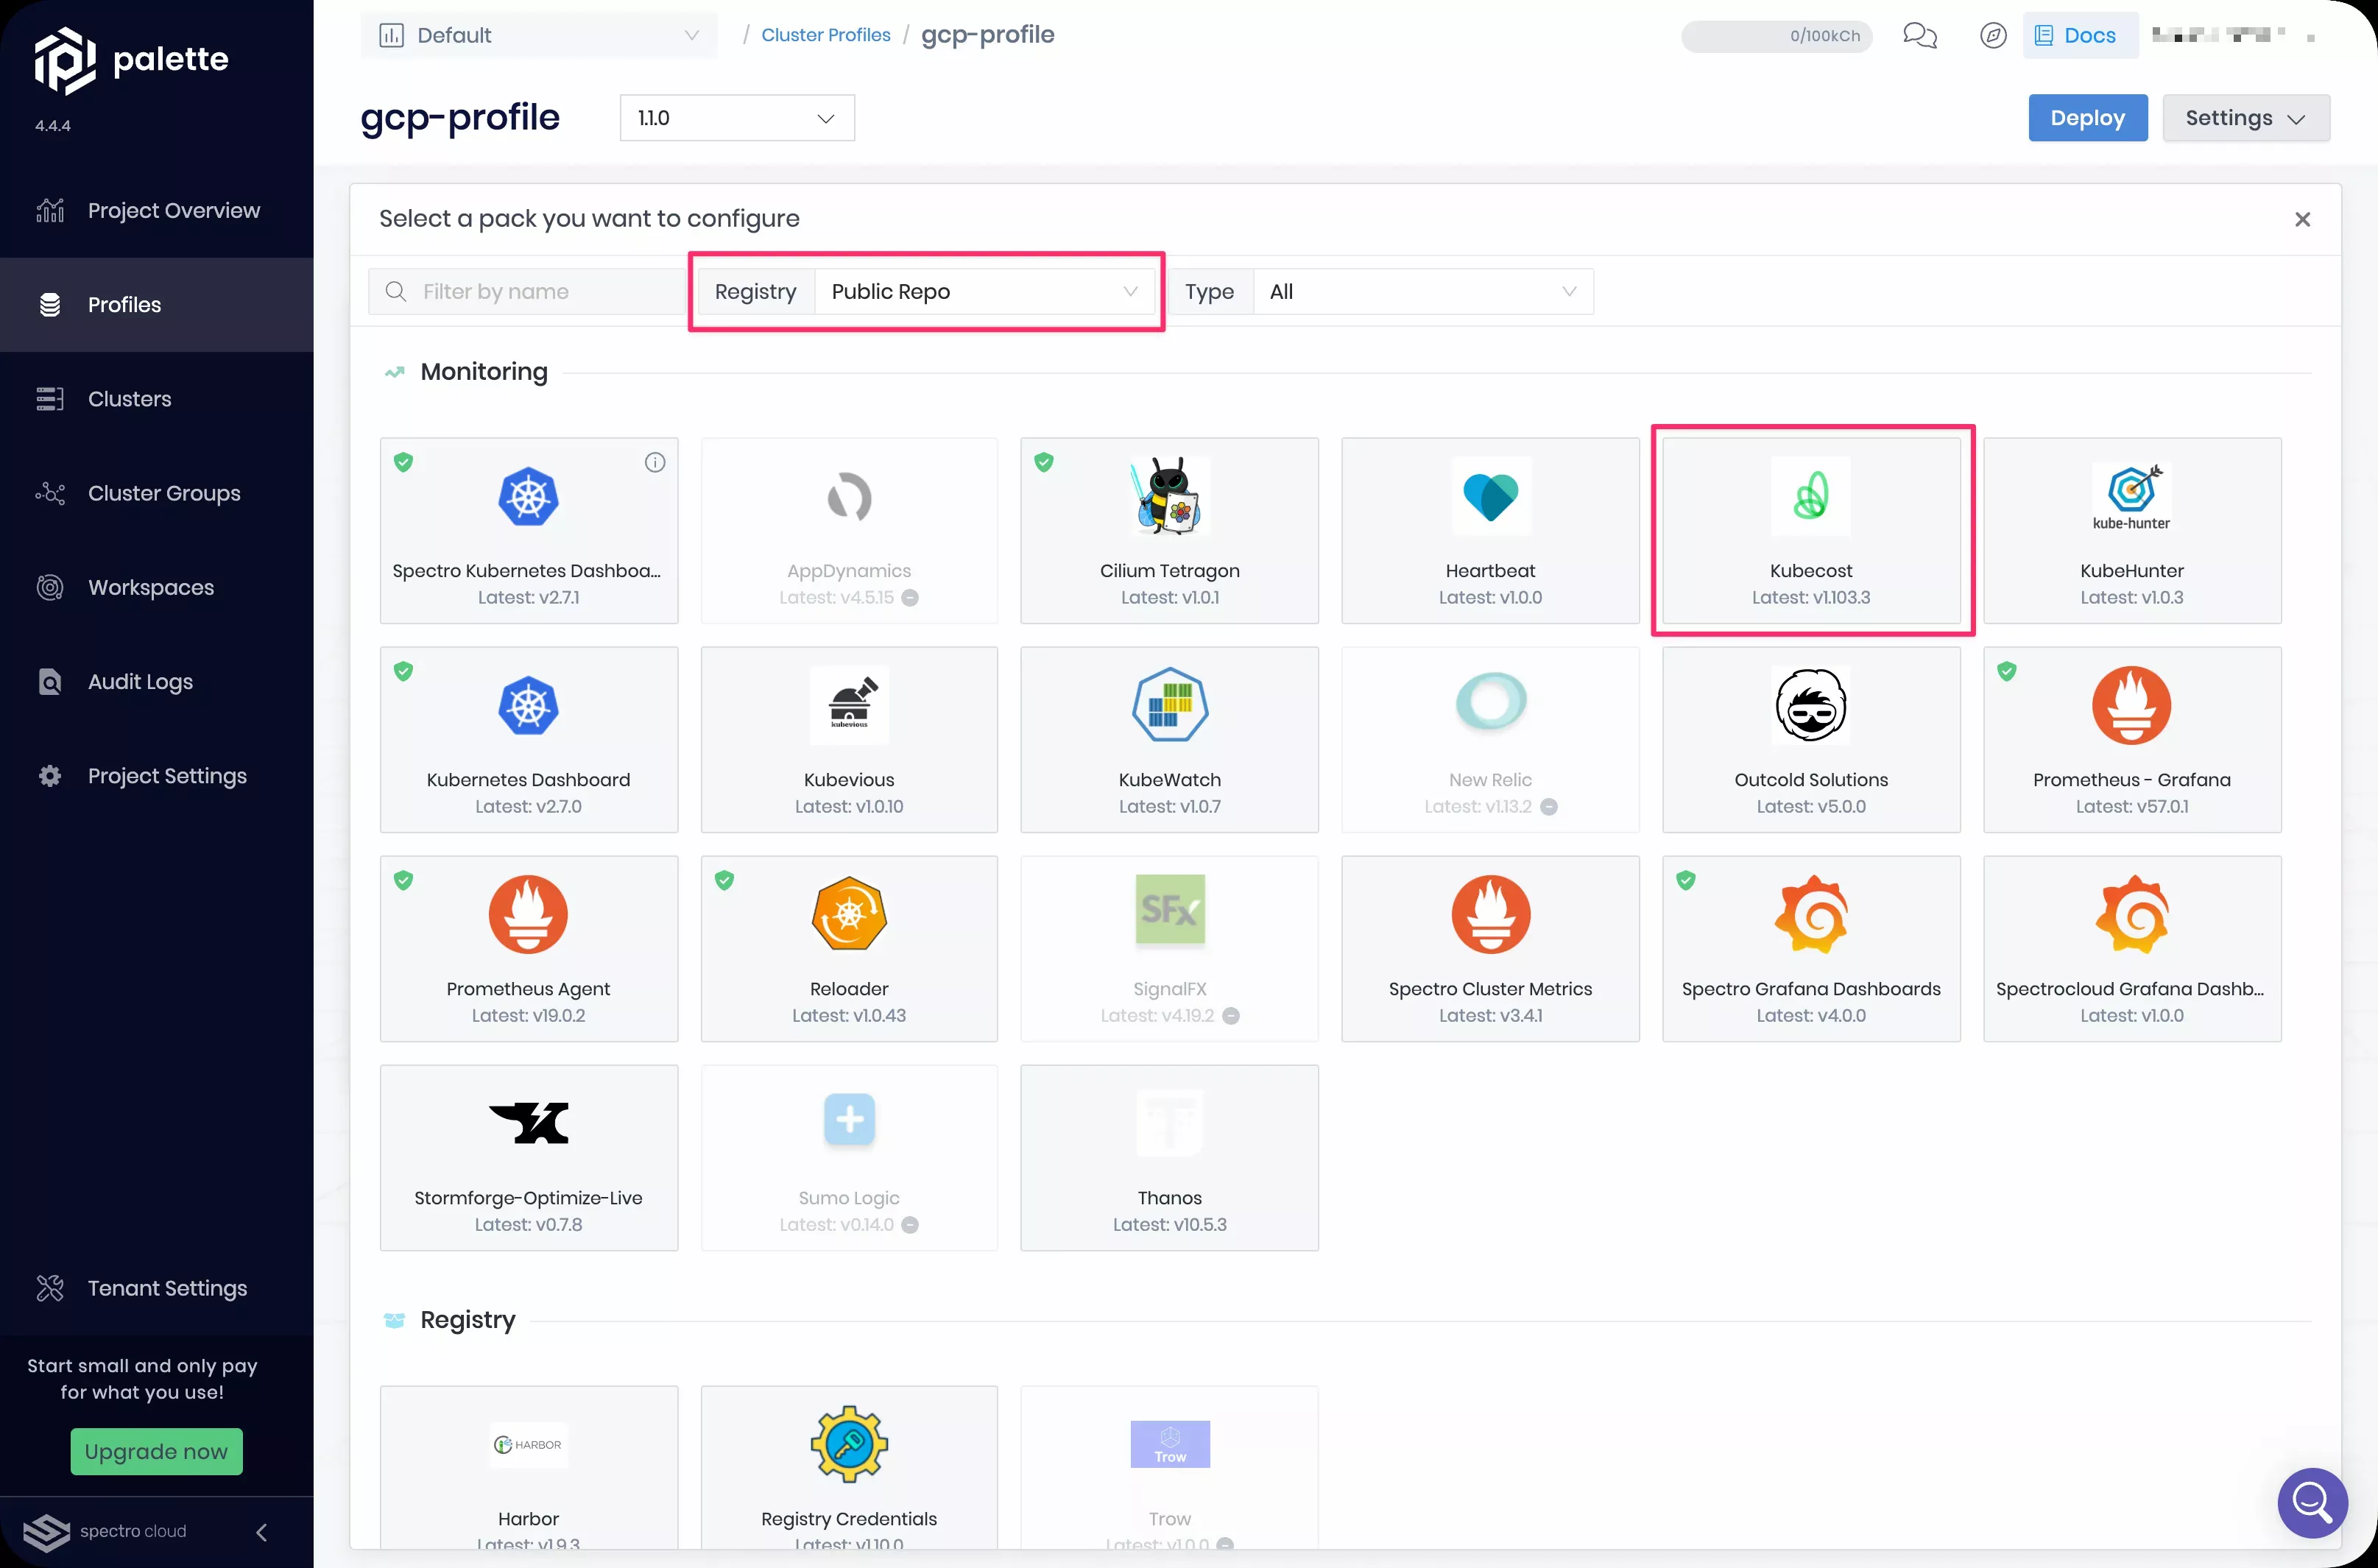 palette
4.4.4
Project Overview
Profiles
Clusters
Cluster Groups
Workspaces
Audit Logs
Project Settings
Tenant Settings
Start small and only pay
for what you use!
Upgrade now
spectro cloud
Default
/ Cluster Profiles / gcp-profile
0/100kCh
Docs
gcp-profile
1.1.0
Deploy
Settings
Select a pack you want to configure
Filter by name
Registry Public Repo
Type All
Monitoring
Spectro Kubernetes Dashboa...
Latest: v2.7.1
AppDynamics
Latest: v4.5.15
Cilium Tetragon
Latest: v1.0.1
Heartbeat
Latest: v1.0.0
Kubecost
Latest: v1.103.3
kube-hunter
KubeHunter
Latest: v1.0.3
Kubernetes Dashboard
Latest: v2.7.0
kubevious
Kubevious
Latest: v1.0.10
KubeWatch
Latest: v1.0.7
New Relic
Latest: v1.13.2
Outcold Solutions
Latest: v5.0.0
Prometheus - Grafana
Latest: v57.0.1
Prometheus Agent
Latest: v19.0.2
Reloader
Latest: v1.0.43
SFx
SignalFX
Latest: v4.19.2
Spectro Cluster Metrics
Latest: v3.4.1
Spectro Grafana Dashboards
Latest: v4.0.0
Spectrocloud Grafana Dashb...
Latest: v1.0.0
Stormforge-Optimize-Live
Latest: v0.7.8
Sumo Logic
Latest: v0.14.0
Thanos
Latest: v10.5.3
Registry
HARBOR
Harbor
Latest: v1.9.3
Registry Credentials
Latest: v1.10.0
Trow
Trow
Latest: v1.0.0